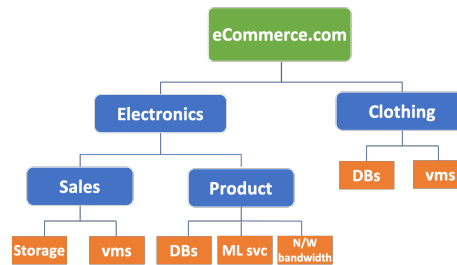 eCommerce.com
Electronics
Clothing
DBs
vms
Sales
Product
Storage
vms
DBs
ML svc
N/W
bandwidth